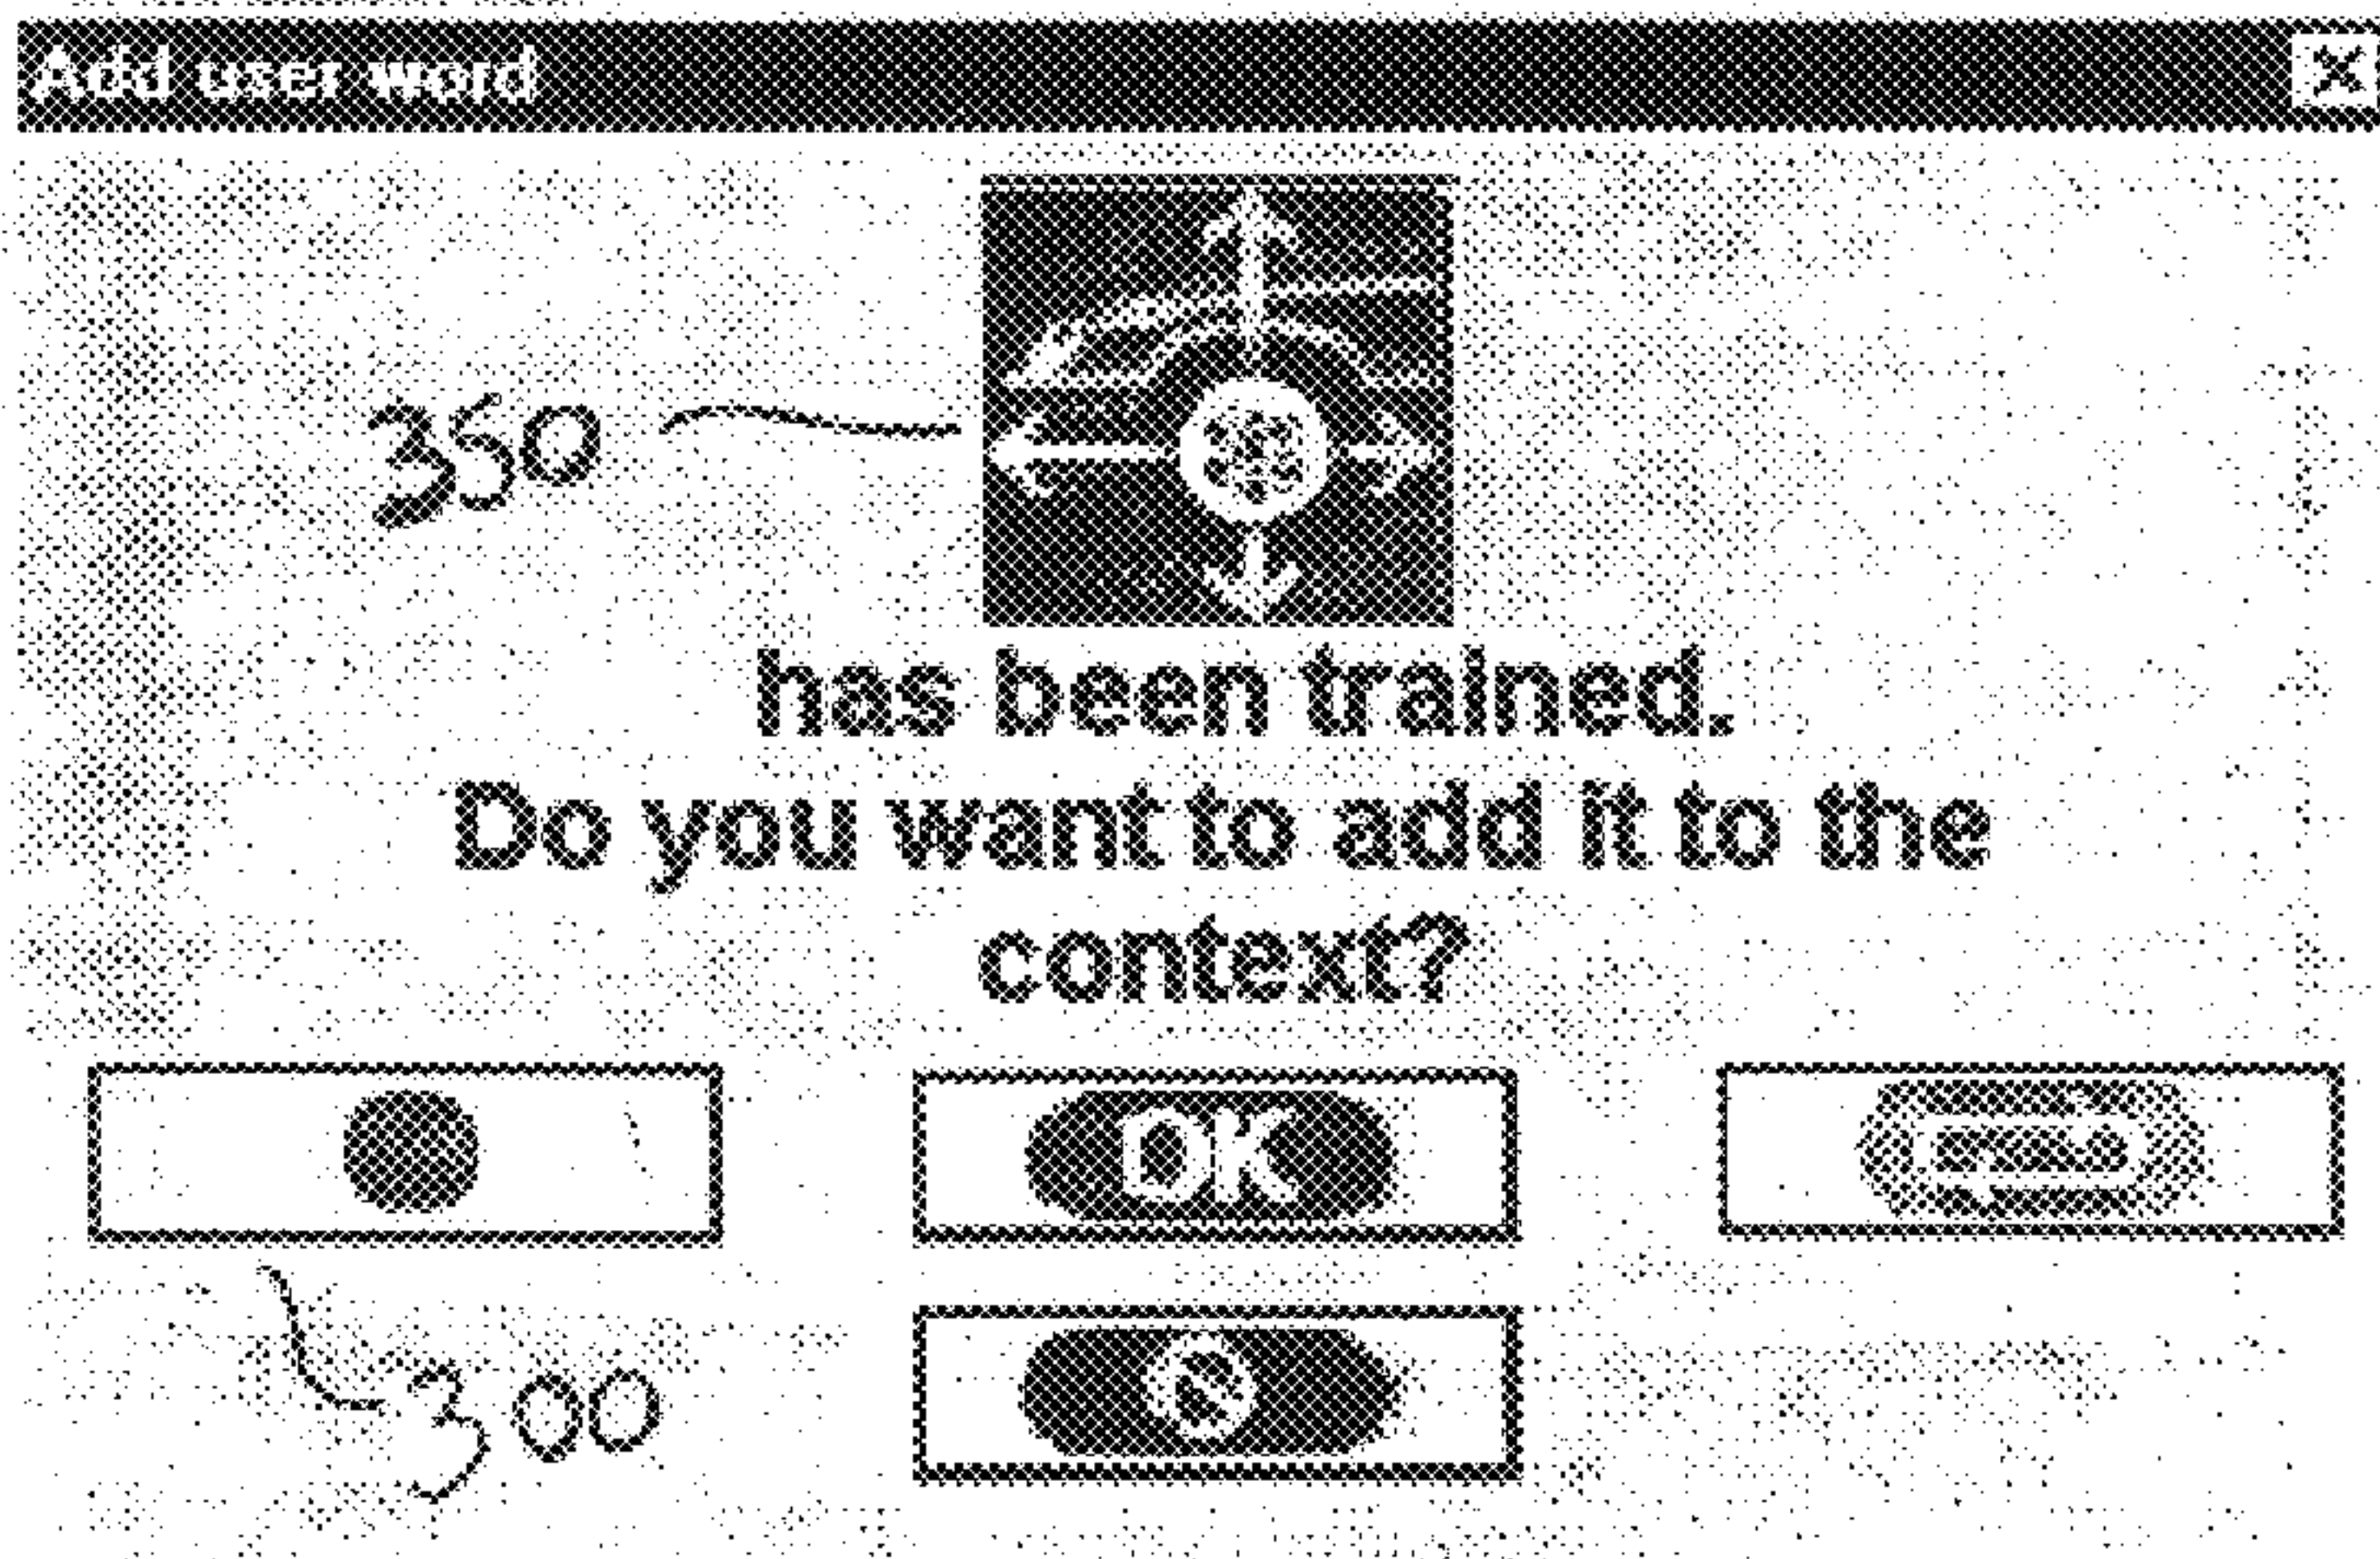 Add user word
350
has been trained.
Do you want to add it to the
context?
OK
300